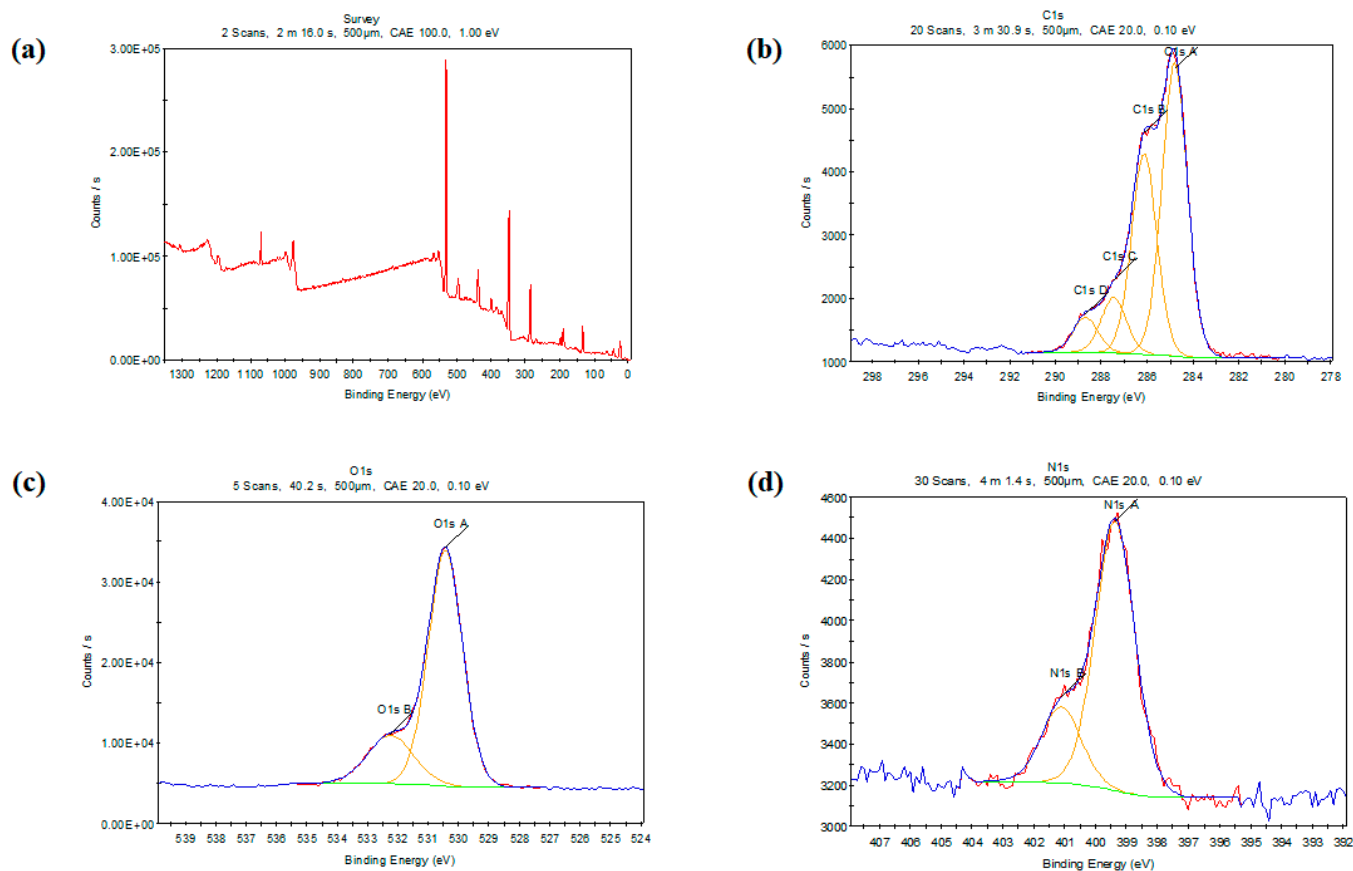 (a)
Survey
2 Scans, 2 m 16.0 s, 500µm, CAE 100.0, 1.00 eV
3.00E+05
2.00E+05
1.00E+05
0.00E+00
Counts / s
1300 1200 1100 1000 900 800 700 600 500 400 300 200 100 0
Binding Energy (eV)
(b)
C1s
20 Scans, 3 m 30.9 s, 500µm, CAE 20.0, 0.10 eV
6000
5000
4000
3000
2000
1000
Counts / s
C1s A
C1s B
C1s C
C1s D
298 296 294 292 290 288 286 284 282 280 278
Binding Energy (eV)
(c)
O1s
5 Scans, 40.2 s, 500µm, CAE 20.0, 0.10 eV
4.00E+04
3.00E+04
2.00E+04
1.00E+04
0.00E+00
Counts / s
O1s A
O1s B
539 538 537 536 535 534 533 532 530 529 528 527 526 525 524
Binding Energy (eV)
(d)
N1s
30 Scans, 4 m 1.4 s, 500µm, CAE 20.0, 0.10 eV
4600
4400
4200
4000
3800
3600
3400
3200
3000
Counts / s
N1s A
N1s B
407 406 405 404 402 401 400 399 398 397 396 395 394 393 392
Binding Energy (eV)